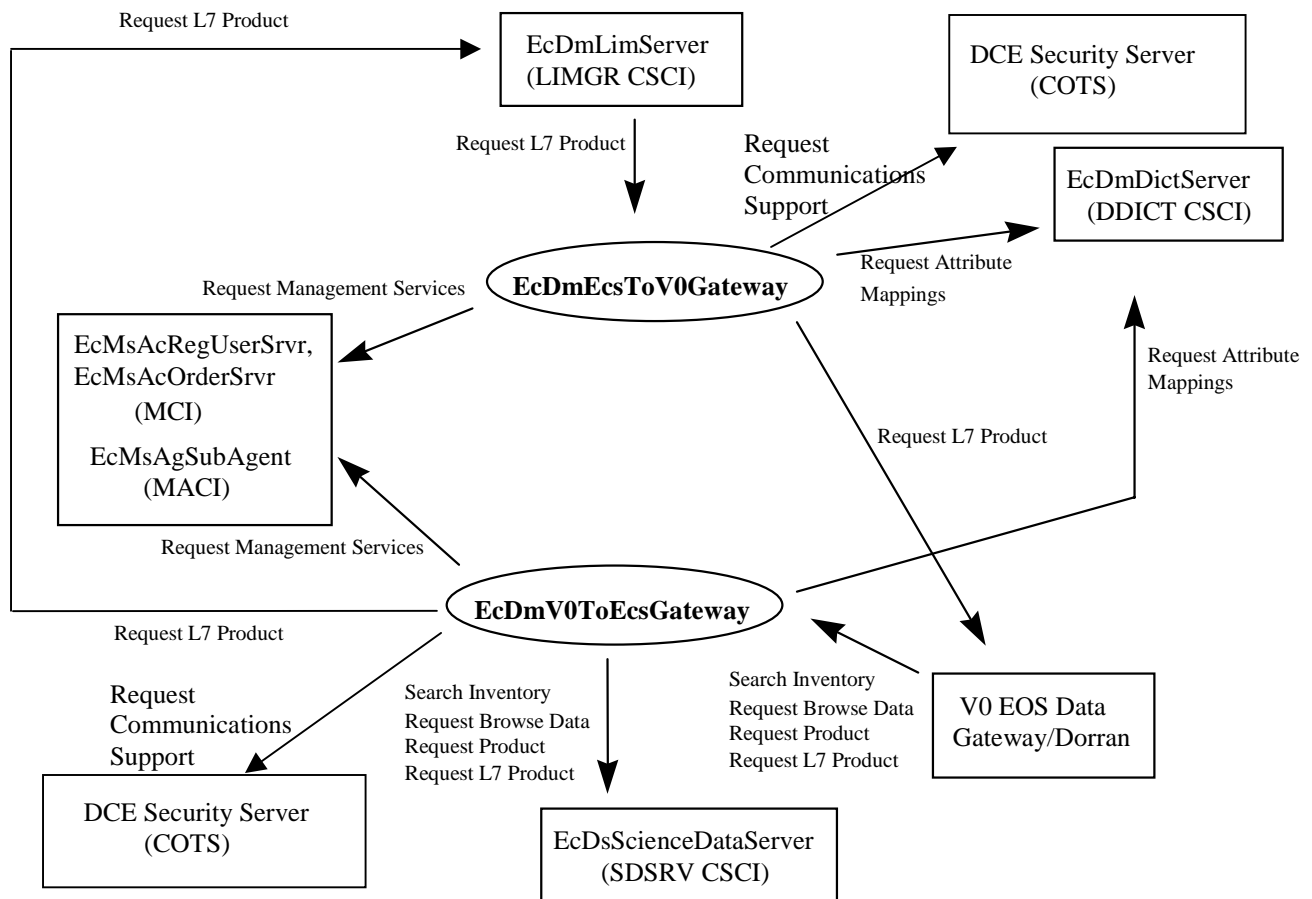 Request L7 Product
EcDmLimServer
(LIMGR CSCI)
DCE Security Server
(COTS)
Request L7 Product
Request
Communications
Support
EcDmDictServer
(DDICT CSCI)
EcDmEcsToV0Gateway
Request Attribute
Mappings
Request Management Services
EcMsAcRegUserSrvr,
EcMsAcOrderSrvr
(MCI)
EcMsAgSubAgent
(MACI)
Request Attribute
Mappings
Request L7 Product
Request Management Services
EcDmV0ToEcsGateway
Request L7 Product
Request
Communications
Support
Search Inventory
Request Browse Data
Request Product
Request L7 Product
Search Inventory
Request Browse Data
Request Product
Request L7 Product
V0 EOS Data
Gateway/Dorran
DCE Security Server
(COTS)
EcDsScienceDataServer
(SDSRV CSCI)